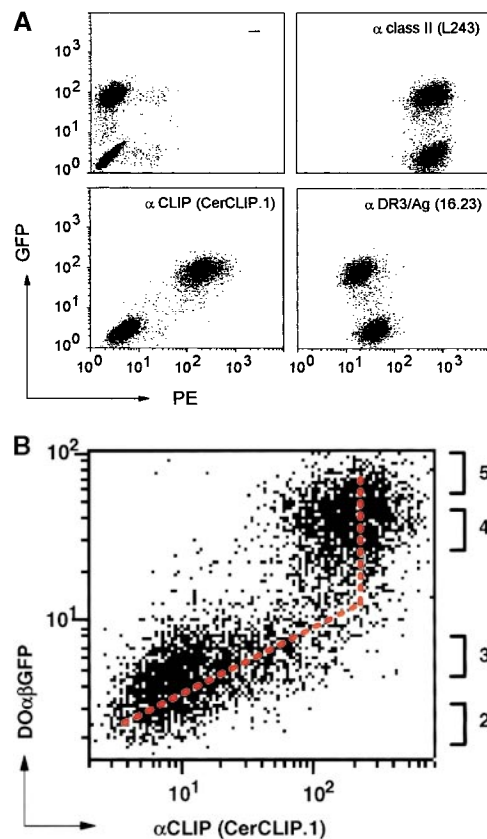 A
10³
10²
10¹
10⁰
–
α class II (L243)
GFP
10³
10²
10¹
10⁰
α CLIP (CerCLIP.1)
α DR3/Ag (16.23)
10⁰ 10¹ 10² 10³
10⁰ 10¹ 10² 10³
PE
B
DOαβGFP
10²
10¹
5
4
3
2
10¹ 10²
αCLIP (CerCLIP.1)